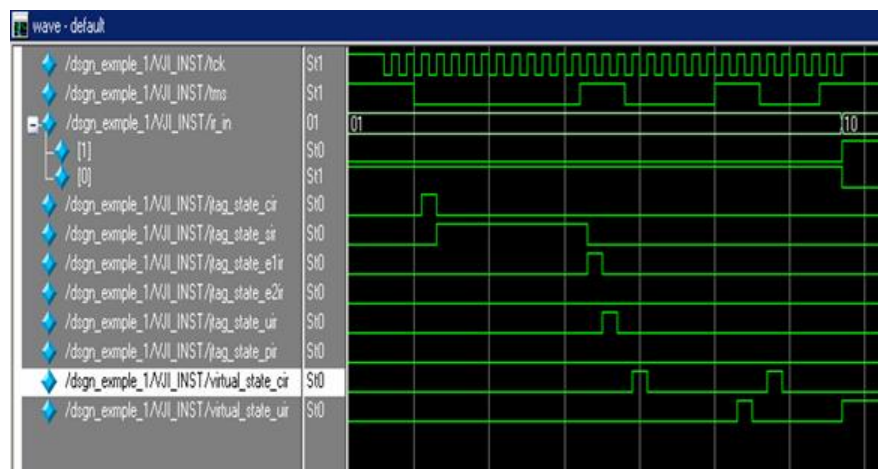 wave - default
/dsgn_exmple_1/VJI_INST/tck St1
/dsgn_exmple_1/VJI_INST/tms St1
/dsgn_exmple_1/VJI_INST/ir_in 01 01 10
[1] St0
[0] St1
/dsgn_exmple_1/VJI_INST/jtag_state_cir St0
/dsgn_exmple_1/VJI_INST/jtag_state_sir St0
/dsgn_exmple_1/VJI_INST/jtag_state_e1ir St0
/dsgn_exmple_1/VJI_INST/jtag_state_e2ir St0
/dsgn_exmple_1/VJI_INST/jtag_state_uir St0
/dsgn_exmple_1/VJI_INST/jtag_state_pir St0
/dsgn_exmple_1/VJI_INST/virtual_state_cir St0
/dsgn_exmple_1/VJI_INST/virtual_state_uir St0